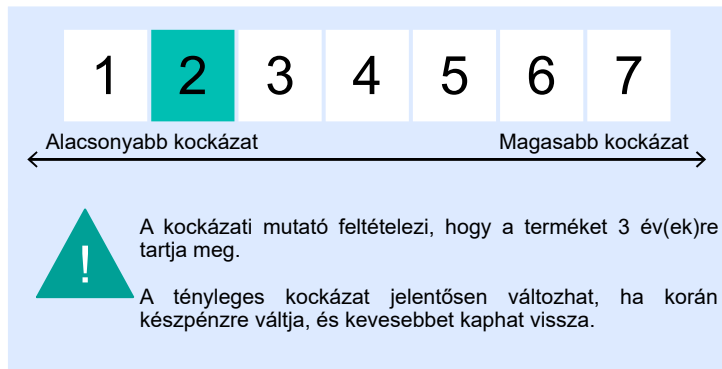 1 2 3 4 5 6 7
Alacsonyabb kockázat Magasabb kockázat
! A kockázati mutató feltételezi, hogy a terméket 3 év(ek)re
tartja meg.
A tényleges kockázat jelentősen változhat, ha korán
készpénzre váltja, és kevesebbet kaphat vissza.